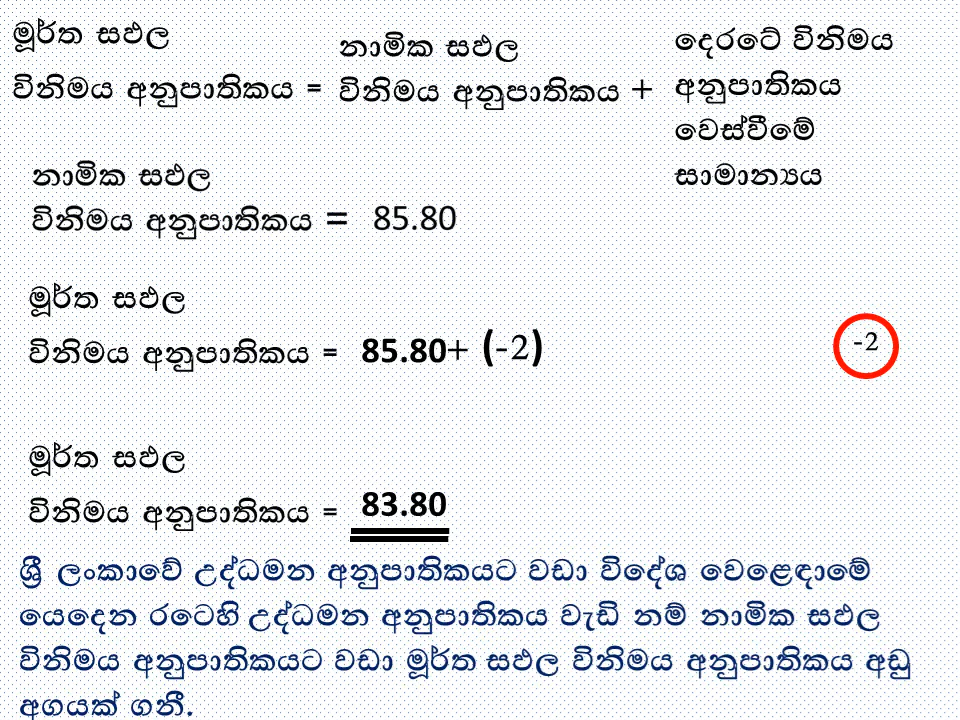 මූර්ත සඵල
විනිමය අනුපාතිකය =
නාමික සඵල
විනිමය අනුපාතිකය +
දෙරටේ විනිමය
අනුපාතිකය
වෙස්වීමේ
සාමාන්‍යය
නාමික සඵල
විනිමය අනුපාතිකය = 85.80
මූර්ත සඵල
විනිමය අනුපාතිකය = 85.80+ (-2)
-2
මූර්ත සඵල
විනිමය අනුපාතිකය = 83.80
ශ්‍රී ලංකාවේ උද්ධමන අනුපාතිකයට වඩා විදේශ වෙළෙඳාමේ
යෙදෙන රටෙහි උද්ධමන අනුපාතිකය වැඩි නම් නාමික සඵල
විනිමය අනුපාතිකයට වඩා මූර්ත සඵල විනිමය අනුපාතිකය අඩු
අගයක් ගනී.